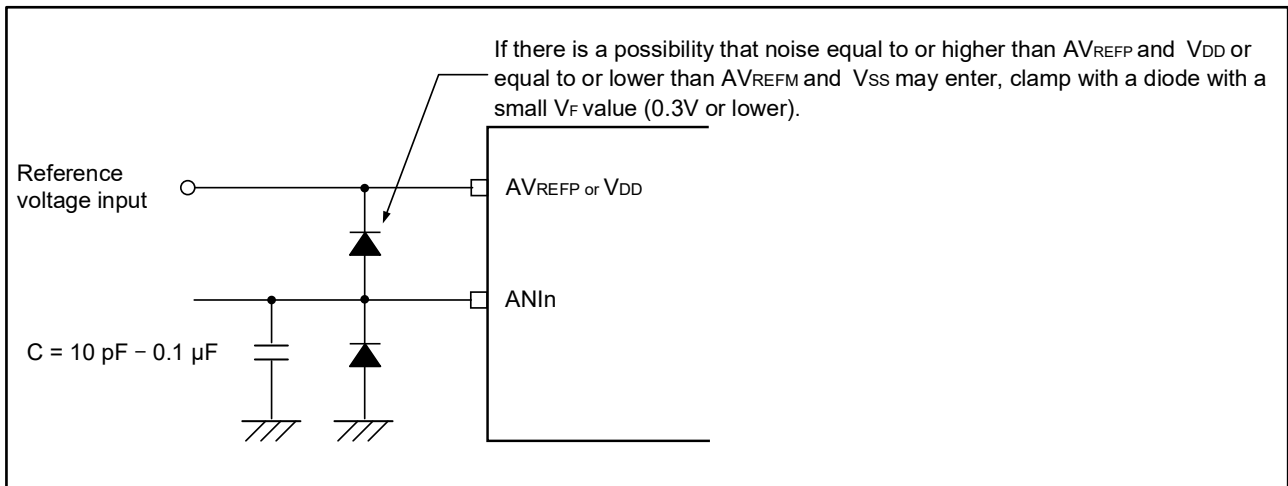 If there is a possibility that noise equal to or higher than AVREFP and VDD or
equal to or lower than AVREFM and VSS may enter, clamp with a diode with a
small VF value (0.3V or lower).
Reference
voltage input
AVREFP or VDD
ANIn
C = 10 pF − 0.1 µF